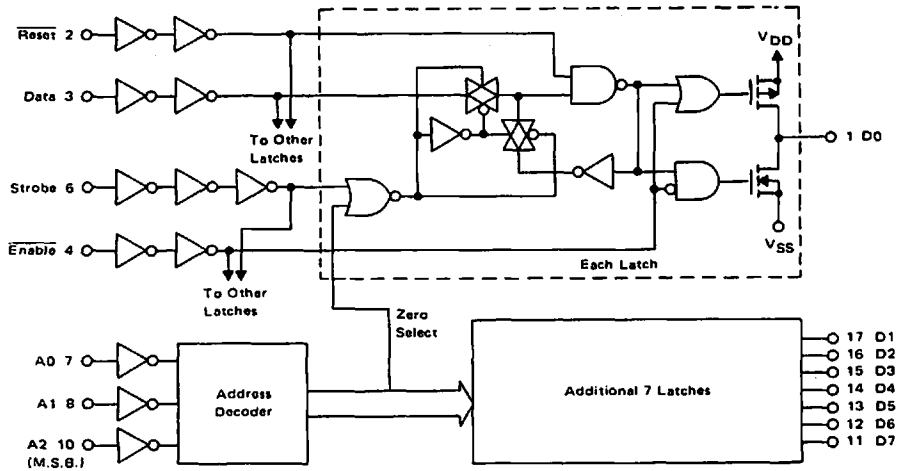 Reset 2
VDD
Data 3
To Other
Latches
1 D0
Strobe 6
Enable 4
VSS
Each Latch
To Other
Latches
Zero
Select
A0 7
A1 8
A2 10
(M.S.B.)
Address
Decoder
Additional 7 Latches
17 D1
16 D2
15 D3
14 D4
13 D5
12 D6
11 D7